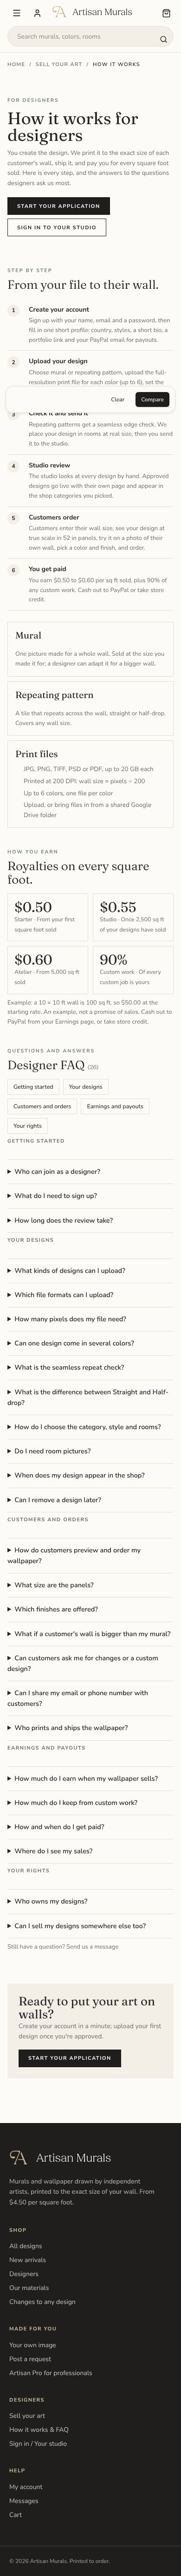 Artisan Murals
Search murals, colors, rooms
HOME / SELL YOUR ART / HOW IT WORKS
FOR DESIGNERS
How it works for
designers
You create the design. We print it to the exact size of each
customer's wall, ship it, and pay you for every square foot
sold. Here is every step, and the answers to the questions
designers ask us most.
START YOUR APPLICATION
SIGN IN TO YOUR STUDIO
STEP BY STEP
From your file to their wall.
1
Create your account
Sign up with your name, email and a password, then
fill in one short profile: country, styles, a short bio, a
portfolio link and your PayPal email for payouts.
2
Upload your design
Choose mural or repeating pattern, upload the full-
resolution print file for each color (up to 6), set the
Clear
Compare
3
Check it and send it
Repeating patterns get a seamless edge check. We
place your design in rooms at real size; then you send
it to the studio.
4
Studio review
The studio looks at every design by hand. Approved
designs go live with their own page and appear in
the shop categories you picked.
5
Customers order
Customers enter their wall size, see your design at
true scale in 52 panels, try it on a photo of their
own wall, pick a color and finish, and order.
6
You get paid
You earn $0.50 to $0.60 per sq ft sold, plus 90% of
any custom work. Cash out to PayPal or take store
credit.
Mural
One picture made for a whole wall. Sold at the size you
made it for; a designer can adapt it for a bigger wall.
Repeating pattern
A tile that repeats across the wall, straight or half-drop.
Covers any wall size.
Print files
JPG, PNG, TIFF, PSD or PDF, up to 20 GB each
Printed at 200 DPI: wall size = pixels ÷ 200
Up to 6 colors, one file per color
Upload, or bring files in from a shared Google
Drive folder
HOW YOU EARN
Royalties on every square
foot.
$0.50
Starter · From your first
square foot sold
$0.55
Studio · Once 2,500 sq ft
of your designs have sold
$0.60
Atelier · From 5,000 sq ft
sold
90%
Custom work · Of every
custom job is yours
Example: a 10 × 10 ft wall is 100 sq ft, so $50.00 at the
starting rate. An example, not a promise of sales. Cash out to
PayPal from your Earnings page, or take store credit.
QUESTIONS AND ANSWERS
Designer FAQ (26)
Getting started
Your designs
Customers and orders
Earnings and payouts
Your rights
GETTING STARTED
Who can join as a designer?
What do I need to sign up?
How long does the review take?
YOUR DESIGNS
What kinds of designs can I upload?
Which file formats can I upload?
How many pixels does my file need?
Can one design come in several colors?
What is the seamless repeat check?
What is the difference between Straight and Half-
drop?
How do I choose the category, style and rooms?
Do I need room pictures?
When does my design appear in the shop?
Can I remove a design later?
CUSTOMERS AND ORDERS
How do customers preview and order my
wallpaper?
What size are the panels?
Which finishes are offered?
What if a customer's wall is bigger than my mural?
Can customers ask me for changes or a custom
design?
Can I share my email or phone number with
customers?
Who prints and ships the wallpaper?
EARNINGS AND PAYOUTS
How much do I earn when my wallpaper sells?
How much do I keep from custom work?
How and when do I get paid?
Where do I see my sales?
YOUR RIGHTS
Who owns my designs?
Can I sell my designs somewhere else too?
Still have a question? Send us a message
Ready to put your art on
walls?
Create your account in a minute; upload your first
design once you're approved.
START YOUR APPLICATION
Artisan Murals
Murals and wallpaper drawn by independent
artists, printed to the exact size of your wall. From
$4.50 per square foot.
SHOP
All designs
New arrivals
Designers
Our materials
Changes to any design
MADE FOR YOU
Your own image
Post a request
Artisan Pro for professionals
DESIGNERS
Sell your art
How it works & FAQ
Sign in / Your studio
HELP
My account
Messages
Cart
© 2026 Artisan Murals. Printed to order.